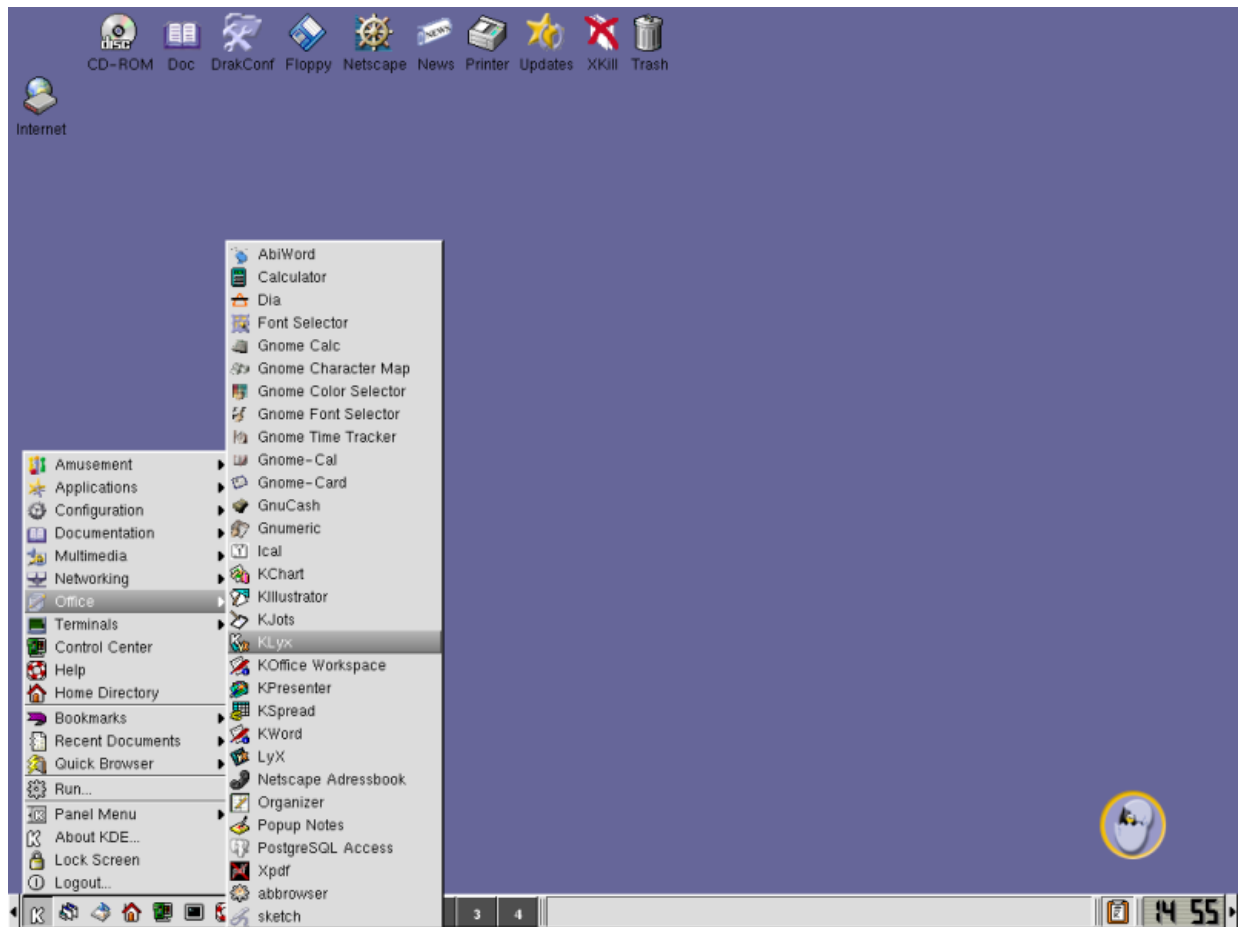 disc
NEWS
CD-ROM Doc DrakConf Floppy Netscape News Printer Updates XKill Trash
Internet
AbiWord
Calculator
Dia
Font Selector
Gnome Calc
Gnome Character Map
Gnome Color Selector
Gnome Font Selector
Gnome Time Tracker
Gnome-Cal
Gnome-Card
GnuCash
Gnumeric
Ical
KChart
KIllustrator
KJots
KLyx
KOffice Workspace
KPresenter
KSpread
KWord
LyX
Netscape Adressbook
Organizer
Popup Notes
PostgreSQL Access
Xpdf
abbrowser
sketch
Amusement
Applications
Configuration
Documentation
Multimedia
Networking
Office
Terminals
Control Center
Help
Home Directory
Bookmarks
Recent Documents
Quick Browser
Run...
Panel Menu
About KDE...
Lock Screen
Logout...
K 3 4 14 55